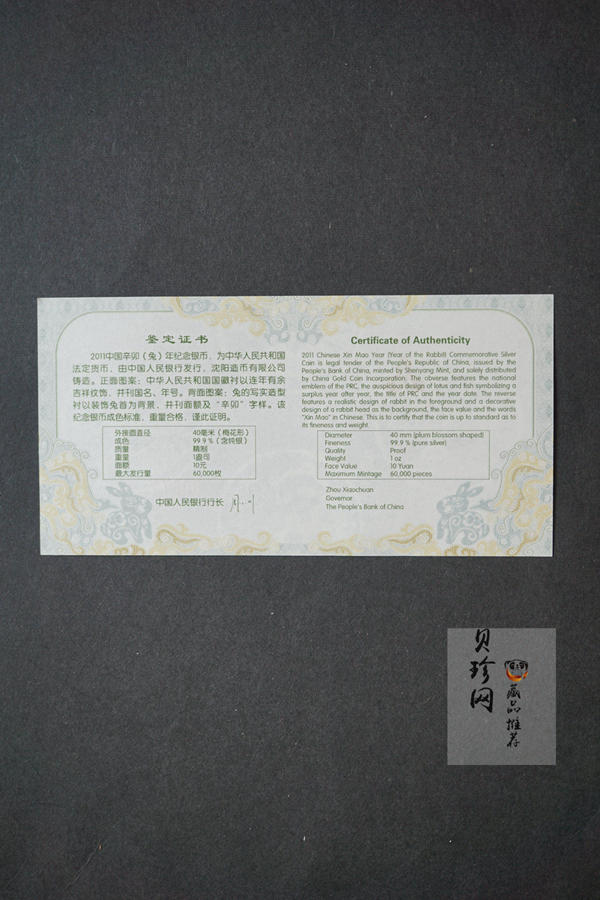 鉴定证书
2011中国辛卯（兔）年纪念银币，为中华人民共和国
法定货币，由中国人民银行发行，沈阳造币有限公司
铸造。正面图案：中华人民共和国国徽衬以连年有余
吉祥纹饰，并刊国名、年号。背面图案：兔的写实造型
衬以装饰兔首为背景，并刊面额及“辛卯”字样。该
纪念银币成色标准，重量合格，谨此证明。
外接圆直径 40毫米（梅花形）
成色 99.9％（含纯银）
质量 精制
重量 1盎司
面额 10元
最大发行量 60,000枚
中国人民银行行长
Certificate of Authenticity
2011 Chinese Xin Mao Year (Year of the Rabbit) Commemorative Silver
Coin is legal tender of the People's Republic of China, issued by the
People's Bank of China, minted by Shenyang Mint, and solely distributed
by China Gold Coin Incorporation. The obverse features the national
emblem of the PRC, the auspicious design of lotus and fish symbolizing a
surplus year after year, the title of PRC and the year date. The reverse
features a realistic design of rabbit in the foreground and a decorative
design of a rabbit head as the background, the face value and the words
"Xin Mao" in Chinese. This is to certify that the coin is up to standard as to
its fineness and weight.
Diameter 40 mm (plum blossom shaped)
Fineness 99.9% (pure silver)
Quality Proof
Weight 1 oz
Face Value 10 Yuan
Maximum Mintage 60,000 pieces
Zhou Xiaochuan
Governor
The People's Bank of China
贝珍网
藏品推荐